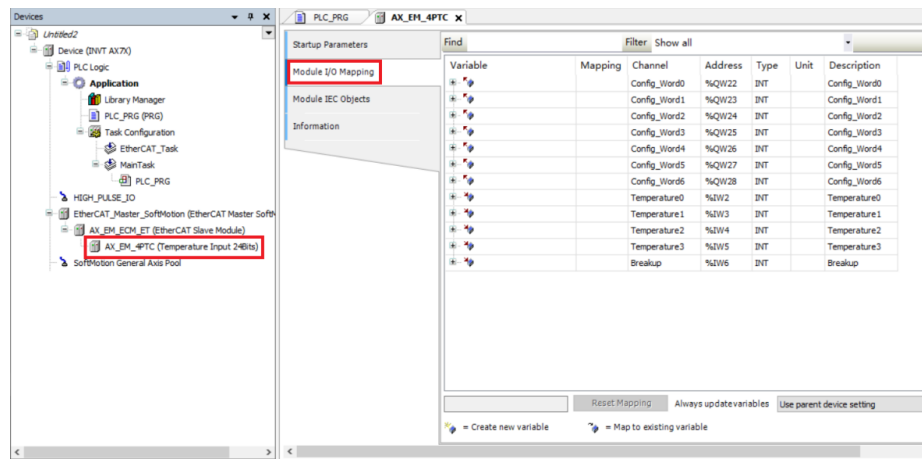 Devices
Untitled2
Device (INVT AX7X)
PLC Logic
Application
Library Manager
PLC_PRG (PRG)
Task Configuration
EtherCAT_Task
MainTask
PLC_PRG
HIGH_PULSE_IO
EtherCAT_Master_SoftMotion (EtherCAT Master Soft
AX_EM_ECM_ET (EtherCAT Slave Module)
AX_EM_4PTC (Temperature Input 24Bits)
SoftMotion General Axis Pool
PLC_PRG AX_EM_4PTC
Startup Parameters
Module I/O Mapping
Module IEC Objects
Information
Find Filter Show all
Variable Mapping Channel Address Type Unit Description
Config_Word0 %QW22 INT Config_Word0
Config_Word1 %QW23 INT Config_Word1
Config_Word2 %QW24 INT Config_Word2
Config_Word3 %QW25 INT Config_Word3
Config_Word4 %QW26 INT Config_Word4
Config_Word5 %QW27 INT Config_Word5
Config_Word6 %QW28 INT Config_Word6
Temperature0 %IW2 INT Temperature0
Temperature1 %IW3 INT Temperature1
Temperature2 %IW4 INT Temperature2
Temperature3 %IW5 INT Temperature3
Breakup %IW6 INT Breakup
Reset Mapping Always updatevariables Use parent device setting
= Create new variable = Map to existing variable